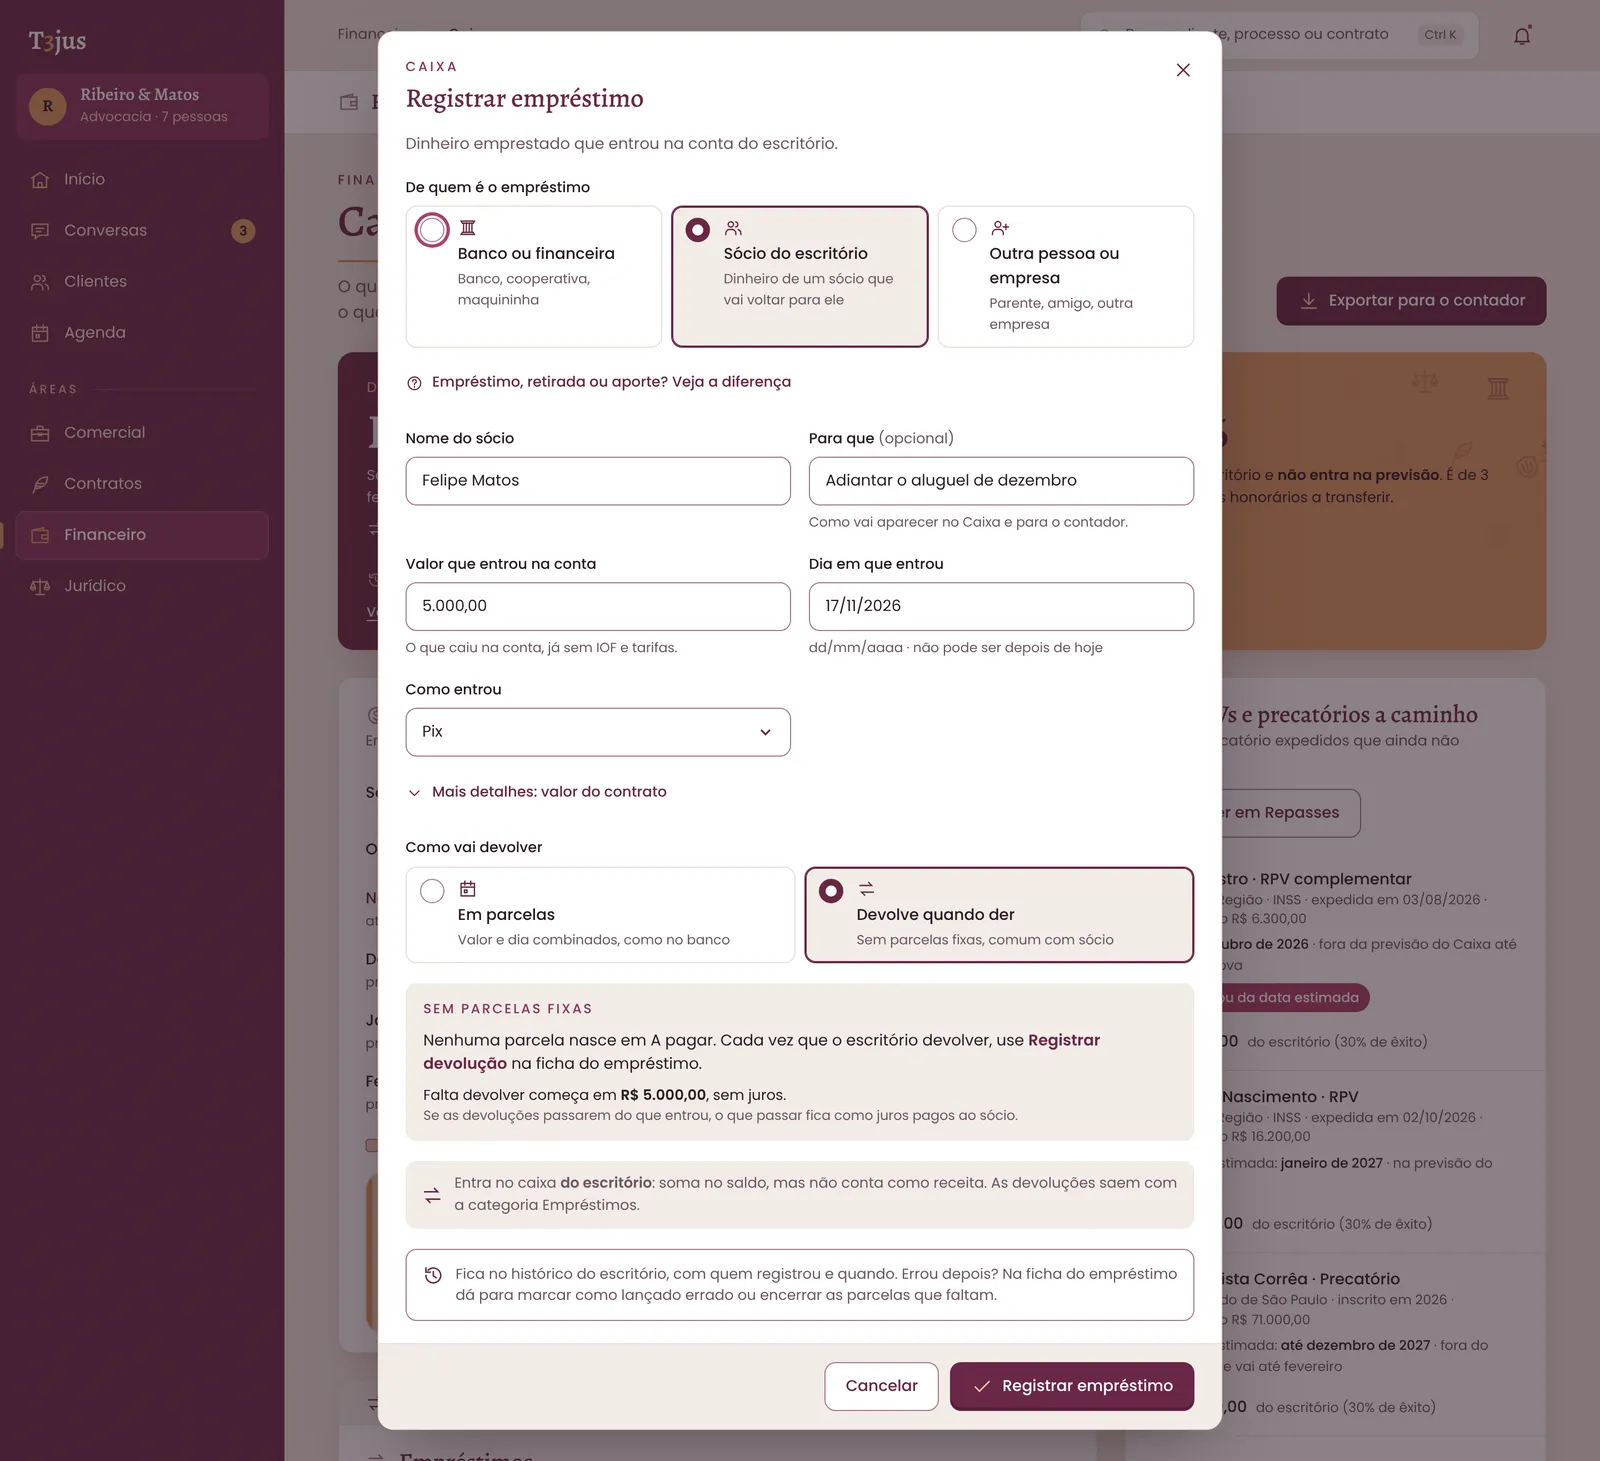 T3jus
R
Ribeiro & Matos
Advocacia · 7 pessoas
Início
Conversas
3
Clientes
Agenda
ÁREAS
Comercial
Contratos
Financeiro
Jurídico
processo ou contrato
Ctrl K
Exportar para o contador
CAIXA
Registrar empréstimo
Dinheiro emprestado que entrou na conta do escritório.
De quem é o empréstimo
Banco ou financeira
Banco, cooperativa,
maquininha
Sócio do escritório
Dinheiro de um sócio que
vai voltar para ele
Outra pessoa ou
empresa
Parente, amigo, outra
empresa
Empréstimo, retirada ou aporte? Veja a diferença
Nome do sócio
Felipe Matos
Para que (opcional)
Adiantar o aluguel de dezembro
Como vai aparecer no Caixa e para o contador.
Valor que entrou na conta
5.000,00
O que caiu na conta, já sem IOF e tarifas.
Dia em que entrou
17/11/2026
dd/mm/aaaa · não pode ser depois de hoje
Como entrou
Pix
Mais detalhes: valor do contrato
Como vai devolver
Em parcelas
Valor e dia combinados, como no banco
Devolve quando der
Sem parcelas fixas, comum com sócio
SEM PARCELAS FIXAS
Nenhuma parcela nasce em A pagar. Cada vez que o escritório devolver, use Registrar
devolução na ficha do empréstimo.
Falta devolver começa em R$ 5.000,00, sem juros.
Se as devoluções passarem do que entrou, o que passar fica como juros pagos ao sócio.
Entra no caixa do escritório: soma no saldo, mas não conta como receita. As devoluções saem com
a categoria Empréstimos.
Fica no histórico do escritório, com quem registrou e quando. Errou depois? Na ficha do empréstimo
dá para marcar como lançado errado ou encerrar as parcelas que faltam.
Cancelar
Registrar empréstimo
e não entra na previsão. É de 3
honorários a transferir.
e precatórios a caminho
expedidos que ainda não
em Repasses
· RPV complementar
· INSS · expedida em 03/08/2026 ·
R$ 6.300,00
de 2026 · fora da previsão do Caixa até
da data estimada
do escritório (30% de êxito)
Nascimento · RPV
· INSS · expedida em 02/10/2026 ·
R$ 16.200,00
janeiro de 2027 · na previsão do
do escritório (30% de êxito)
Corrêa · Precatório
de São Paulo · inscrito em 2026 ·
R$ 71.000,00
até dezembro de 2027 · fora do
e vai até fevereiro
do escritório (30% de êxito)
Empréstimos